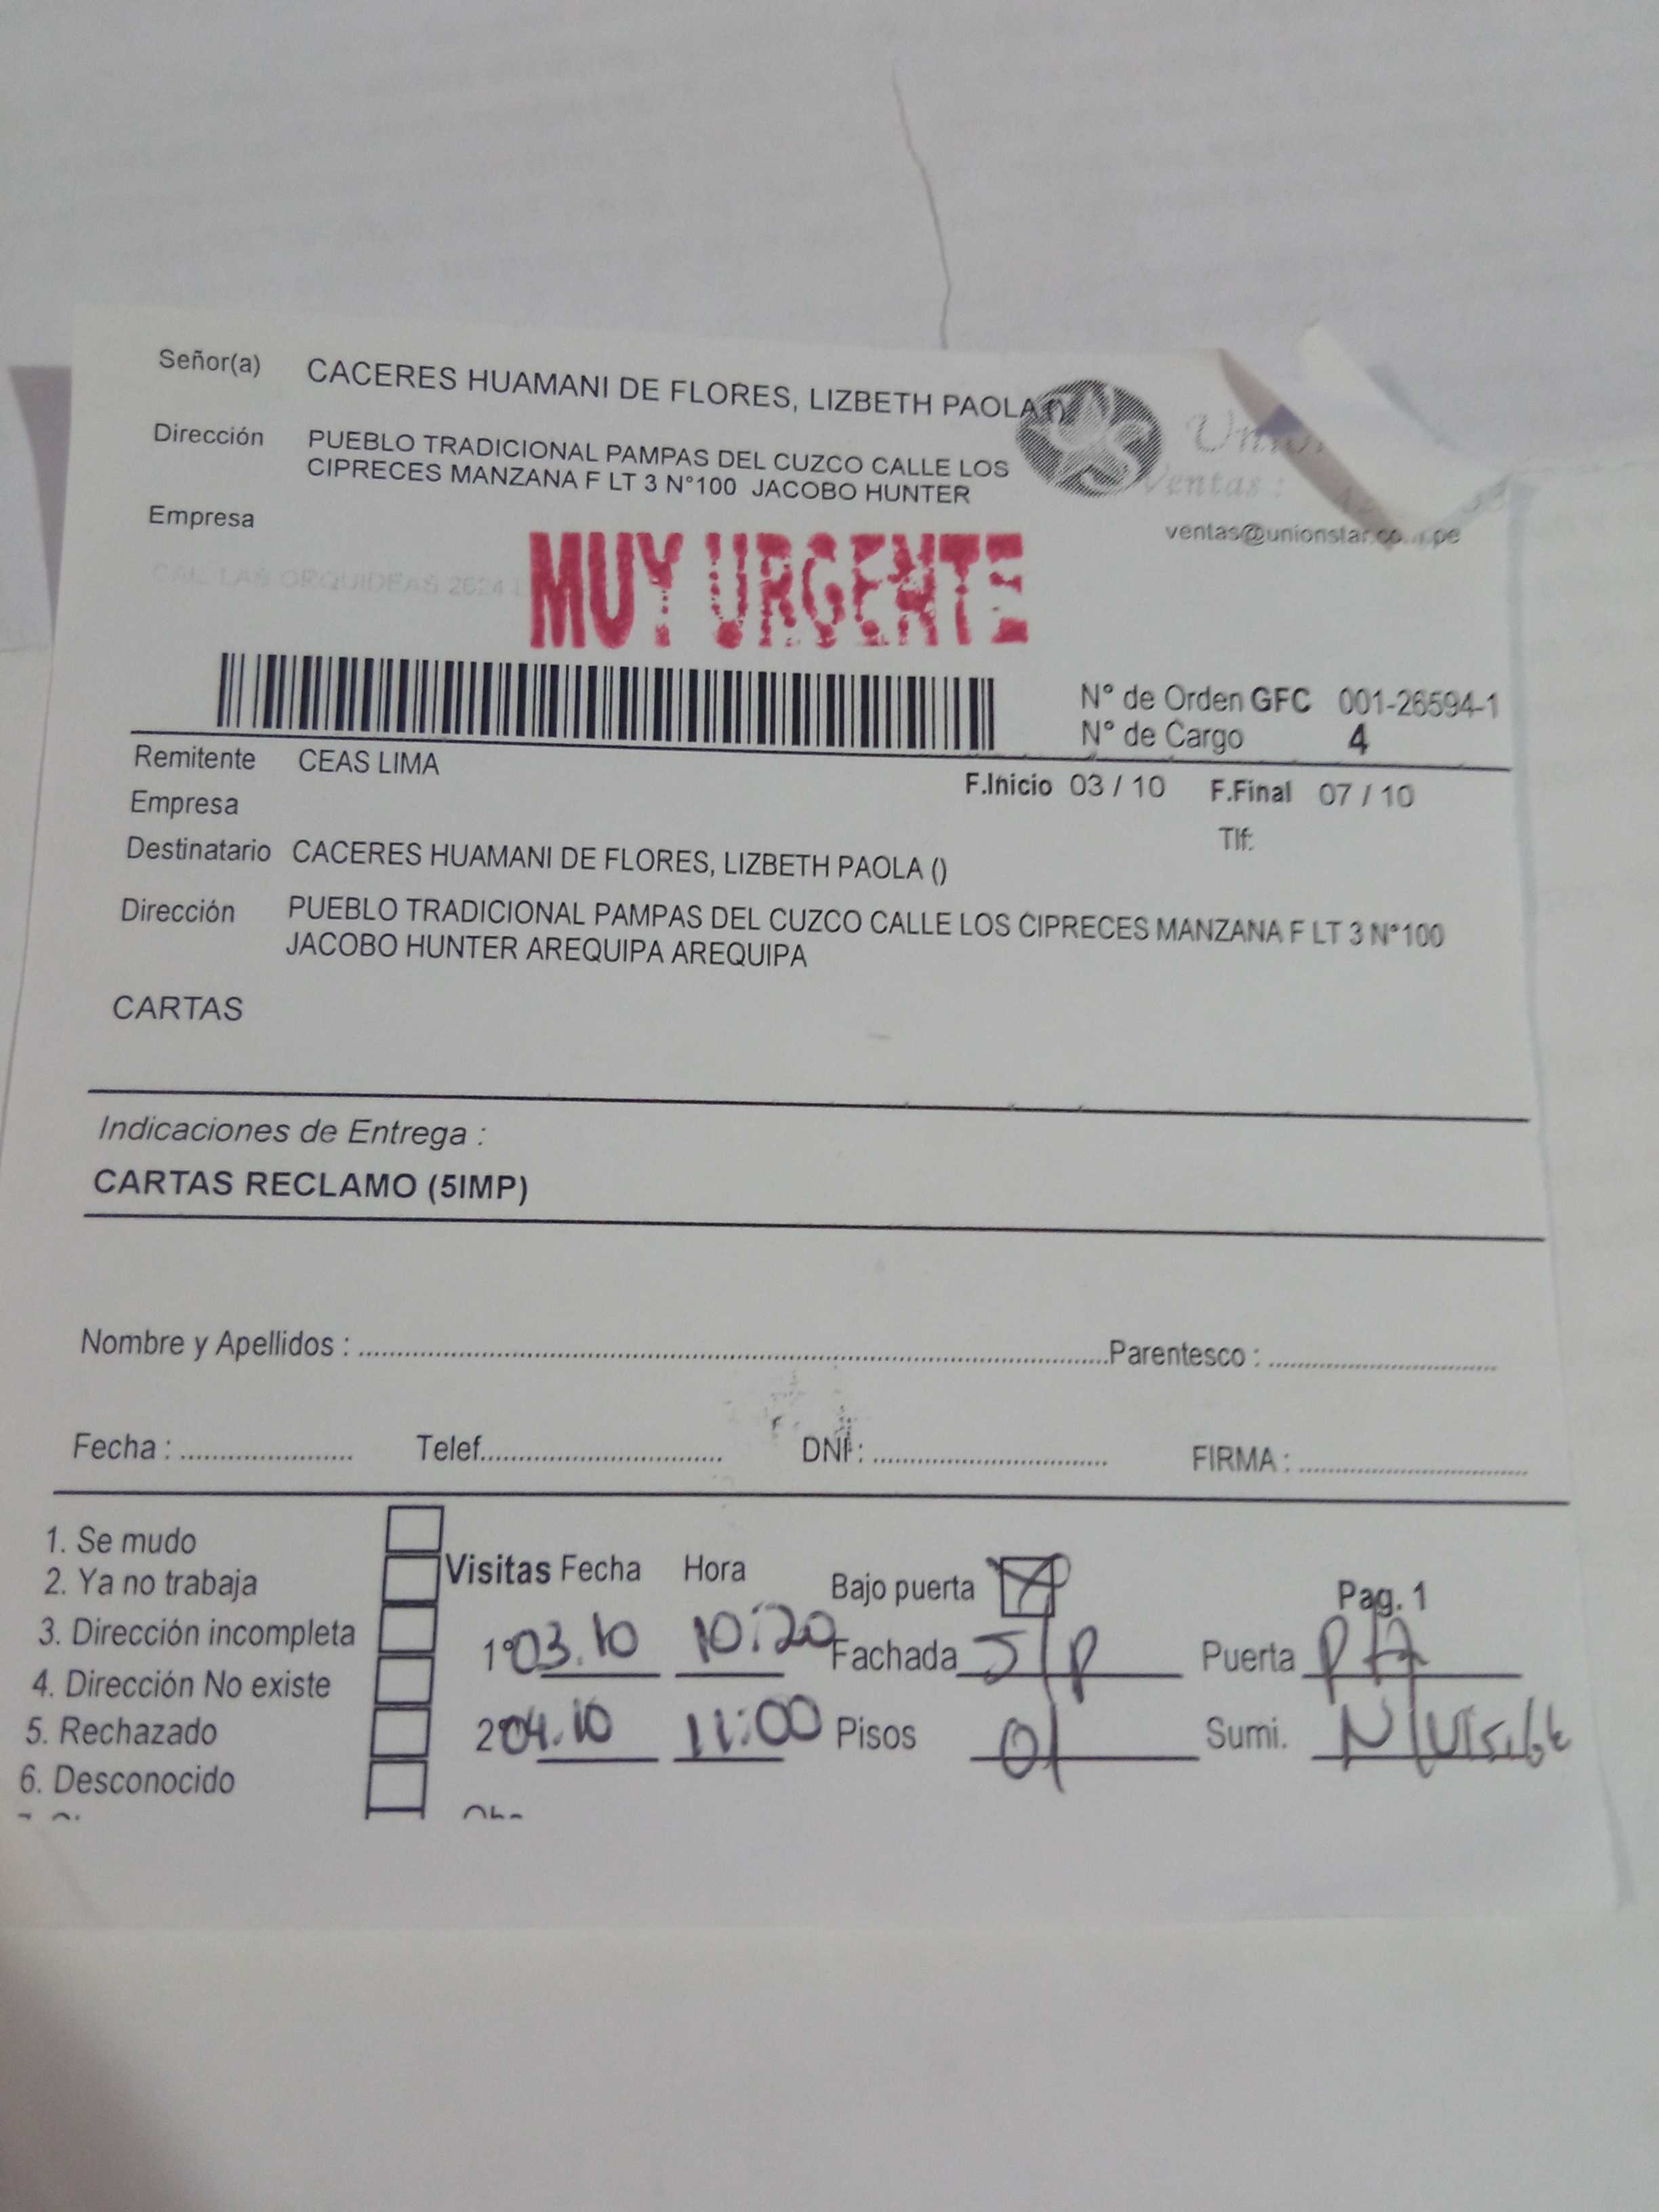 Señor(a) CACERES HUAMANI DE FLORES, LIZBETH PAOLA ()
Dirección PUEBLO TRADICIONAL PAMPAS DEL CUZCO CALLE LOS
CIPRECES MANZANA F LT 3 N°100 JACOBO HUNTER
Ventas :
Empresa
ventas@unionstar.co
CAL. LAS ORQUIDEAS
MUY URGENTE
N° de Orden GFC 001-26594-1
N° de Cargo 4
Remitente CEAS LIMA
F.Inicio 03 / 10 F.Final 07 / 10
Empresa
Tlf:
Destinatario CACERES HUAMANI DE FLORES, LIZBETH PAOLA ()
Dirección PUEBLO TRADICIONAL PAMPAS DEL CUZCO CALLE LOS CIPRECES MANZANA F LT 3 N°100
JACOBO HUNTER AREQUIPA AREQUIPA
CARTAS
Indicaciones de Entrega :
CARTAS RECLAMO (5IMP)
Nombre y Apellidos : Parentesco :
Fecha : Telef. DNI : FIRMA :
1. Se mudo
2. Ya no trabaja
3. Dirección incompleta
4. Dirección No existe
5. Rechazado
6. Desconocido
Visitas Fecha Hora Bajo puerta Pag. 1
1° 03.10 10:20 Fachada S/P Puerta
2° 04.10 11:00 Pisos 01 Sumi. N/Visible